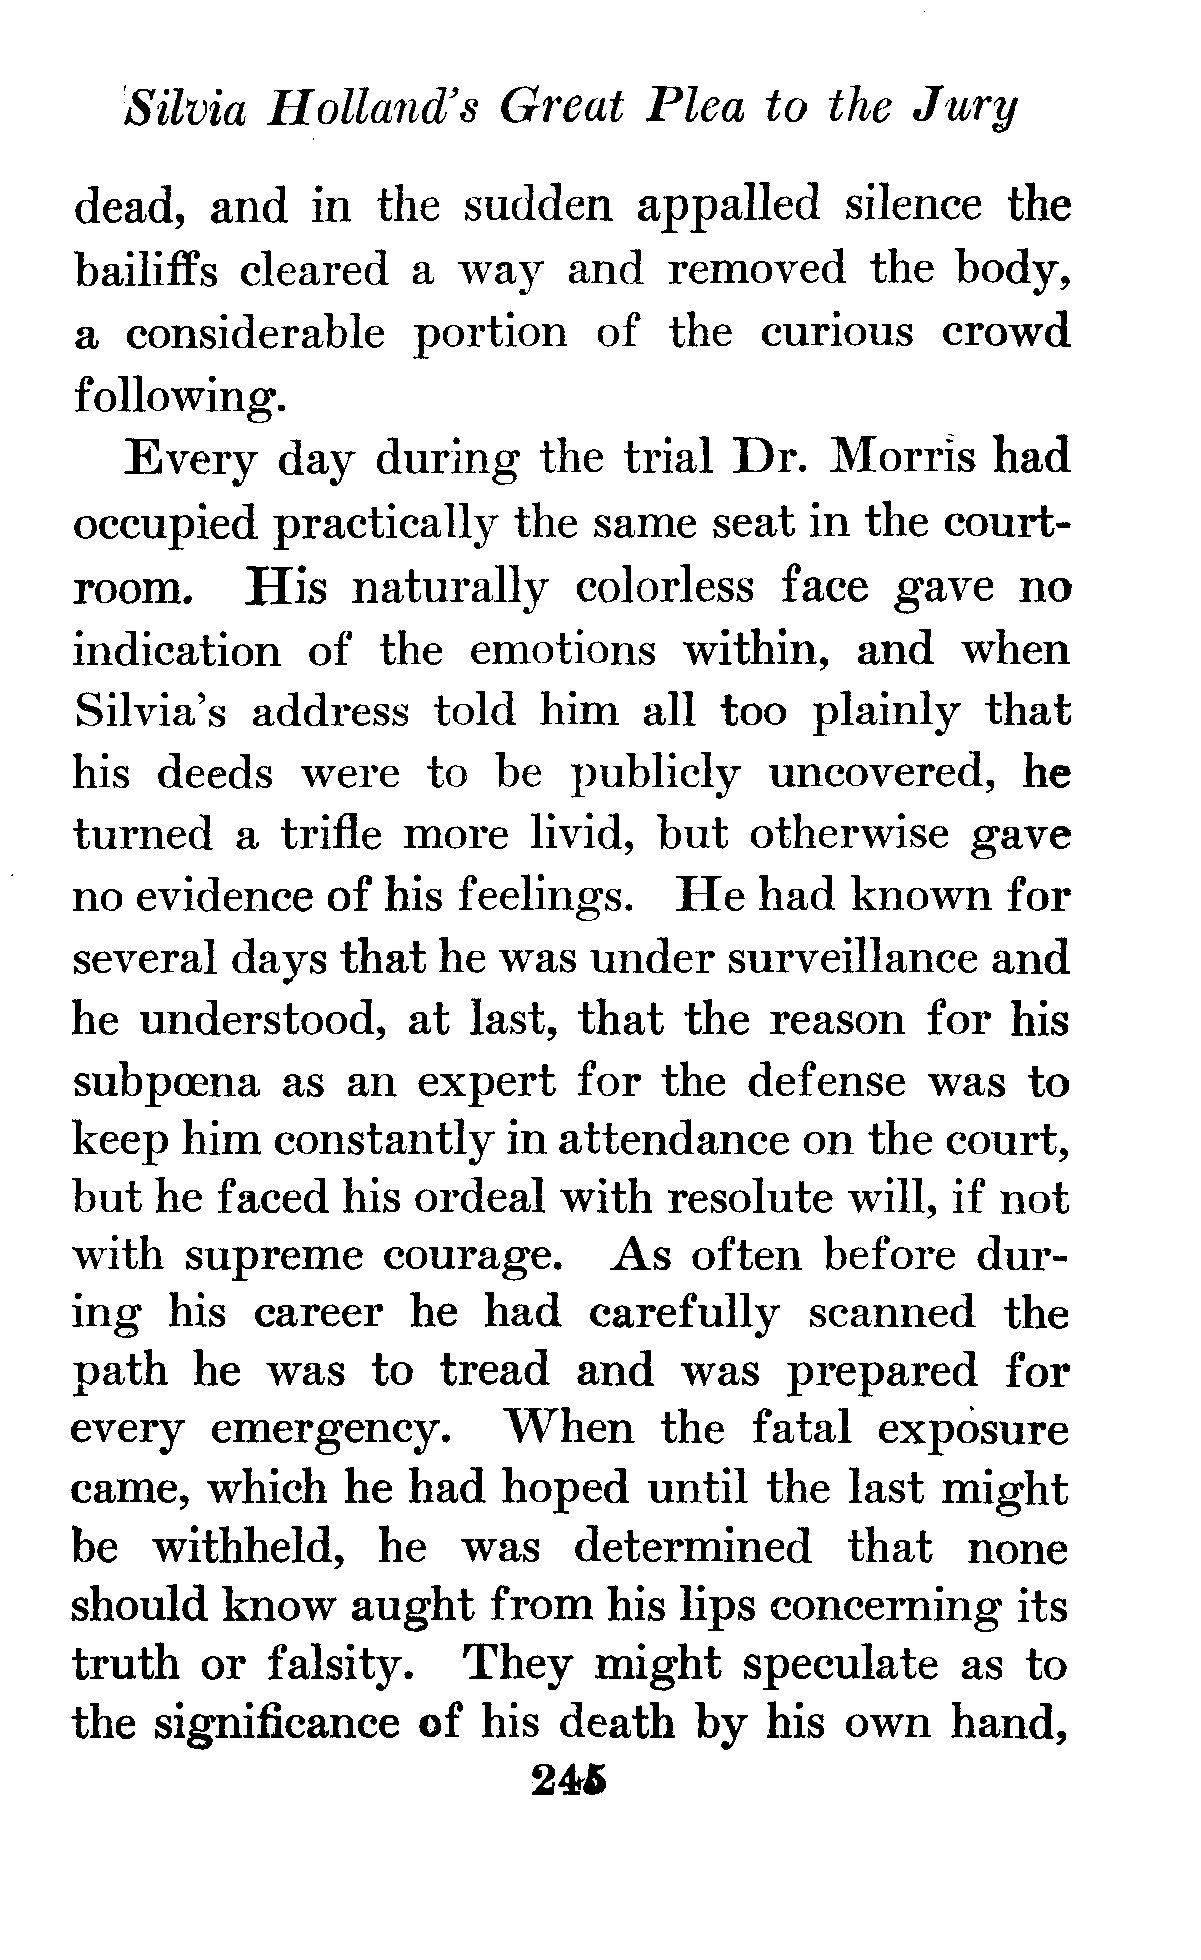 Silvia Holland's Great Plea to the Jury
dead, and in the sudden appalled silence the
bailiffs cleared a way and removed the body,
a considerable portion of the curious crowd
following.
Every day during the trial Dr. Morris had
occupied practically the same seat in the court-
room. His naturally colorless face gave no
indication of the emotions within, and when
Silvia's address told him all too plainly that
his deeds were to be publicly uncovered, he
turned a trifle more livid, but otherwise gave
no evidence of his feelings. He had known for
several days that he was under surveillance and
he understood, at last, that the reason for his
subpœna as an expert for the defense was to
keep him constantly in attendance on the court,
but he faced his ordeal with resolute will, if not
with supreme courage. As often before dur-
ing his career he had carefully scanned the
path he was to tread and was prepared for
every emergency. When the fatal exposure
came, which he had hoped until the last might
be withheld, he was determined that none
should know aught from his lips concerning its
truth or falsity. They might speculate as to
the significance of his death by his own hand,
245